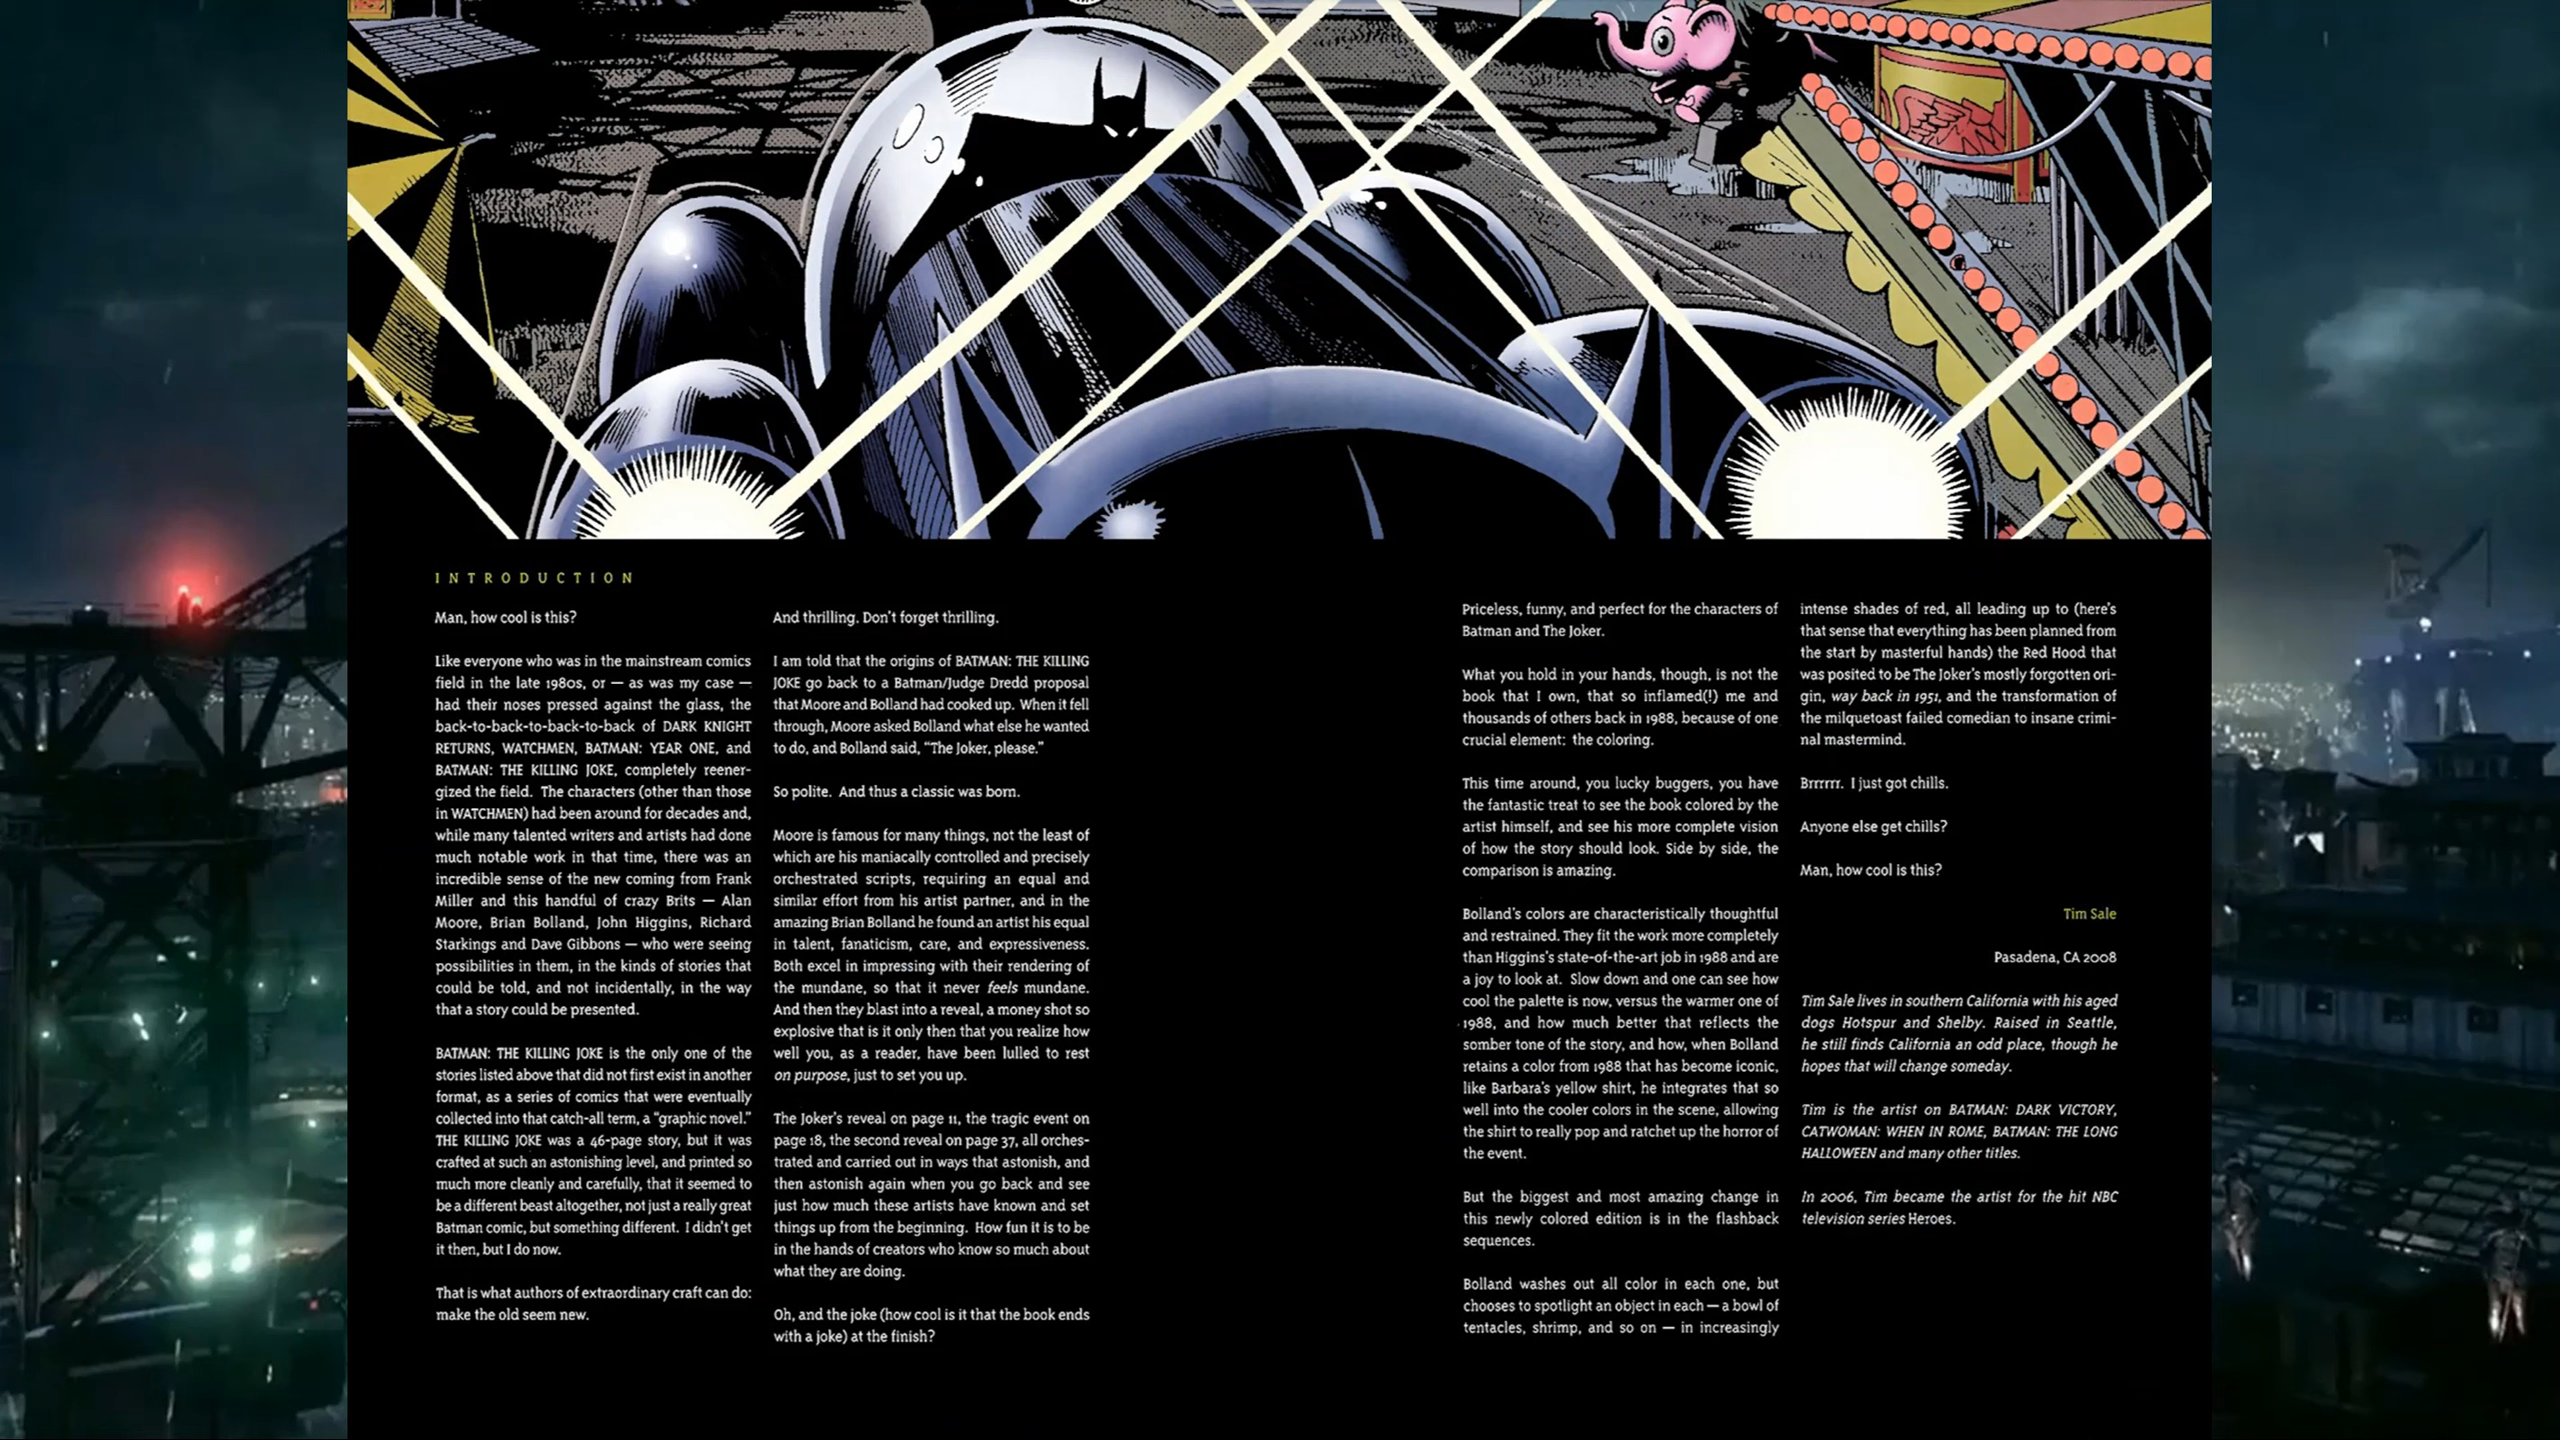 INTRODUCTION
Man, how cool is this?
Like everyone who was in the mainstream comics
field in the late 1980s, or — as was my case —
had their noses pressed against the glass, the
back-to-back-to-back-to-back of DARK KNIGHT
RETURNS, WATCHMEN, BATMAN: YEAR ONE, and
BATMAN: THE KILLING JOKE, completely reener-
gized the field. The characters (other than those
in WATCHMEN) had been around for decades and,
while many talented writers and artists had done
much notable work in that time, there was an
incredible sense of the new coming from Frank
Miller and this handful of crazy Brits — Alan
Moore, Brian Bolland, John Higgins, Richard
Starkings and Dave Gibbons — who were seeing
possibilities in them, in the kinds of stories that
could be told, and not incidentally, in the way
that a story could be presented.
BATMAN: THE KILLING JOKE is the only one of the
stories listed above that did not first exist in another
format, as a series of comics that were eventually
collected into that catch-all term, a “graphic novel.”
THE KILLING JOKE was a 46-page story, but it was
crafted at such an astonishing level, and printed so
much more cleanly and carefully, that it seemed to
be a different beast altogether, not just a really great
Batman comic, but something different. I didn't get
it then, but I do now.
That is what authors of extraordinary craft can do:
make the old seem new.
And thrilling. Don't forget thrilling.
I am told that the origins of BATMAN: THE KILLING
JOKE go back to a Batman/Judge Dredd proposal
that Moore and Bolland had cooked up. When it fell
through, Moore asked Bolland what else he wanted
to do, and Bolland said, “The Joker, please.”
So polite. And thus a classic was born.
Moore is famous for many things, not the least of
which are his maniacally controlled and precisely
orchestrated scripts, requiring an equal and
similar effort from his artist partner, and in the
amazing Brian Bolland he found an artist his equal
in talent, fanaticism, care, and expressiveness.
Both excel in impressing with their rendering of
the mundane, so that it never feels mundane.
And then they blast into a reveal, a money shot so
explosive that is it only then that you realize how
well you, as a reader, have been lulled to rest
on purpose, just to set you up.
The Joker's reveal on page 11, the tragic event on
page 18, the second reveal on page 37, all orches-
trated and carried out in ways that astonish, and
then astonish again when you go back and see
just how much these artists have known and set
things up from the beginning. How fun it is to be
in the hands of creators who know so much about
what they are doing.
Oh, and the joke (how cool is it that the book ends
with a joke) at the finish?
Priceless, funny, and perfect for the characters of
Batman and The Joker.
What you hold in your hands, though, is not the
book that I own, that so inflamed(!) me and
thousands of others back in 1988, because of one
crucial element: the coloring.
This time around, you lucky buggers, you have
the fantastic treat to see the book colored by the
artist himself, and see his more complete vision
of how the story should look. Side by side, the
comparison is amazing.
Bolland's colors are characteristically thoughtful
and restrained. They fit the work more completely
than Higgins's state-of-the-art job in 1988 and are
a joy to look at. Slow down and one can see how
cool the palette is now, versus the warmer one of
1988, and how much better that reflects the
somber tone of the story, and how, when Bolland
retains a color from 1988 that has become iconic,
like Barbara's yellow shirt, he integrates that so
well into the cooler colors in the scene, allowing
the shirt to really pop and ratchet up the horror of
the event.
But the biggest and most amazing change in
this newly colored edition is in the flashback
sequences.
Bolland washes out all color in each one, but
chooses to spotlight an object in each — a bowl of
tentacles, shrimp, and so on — in increasingly
intense shades of red, all leading up to (here's
that sense that everything has been planned from
the start by masterful hands) the Red Hood that
was posited to be The Joker's mostly forgotten ori-
gin, way back in 1951, and the transformation of
the milquetoast failed comedian to insane crimi-
nal mastermind.
Brrrrrr. I just got chills.
Anyone else get chills?
Man, how cool is this?
Tim Sale
Pasadena, CA 2008
Tim Sale lives in southern California with his aged
dogs Hotspur and Shelby. Raised in Seattle,
he still finds California an odd place, though he
hopes that will change someday.
Tim is the artist on BATMAN: DARK VICTORY,
CATWOMAN: WHEN IN ROME, BATMAN: THE LONG
HALLOWEEN and many other titles.
In 2006, Tim became the artist for the hit NBC
television series Heroes.